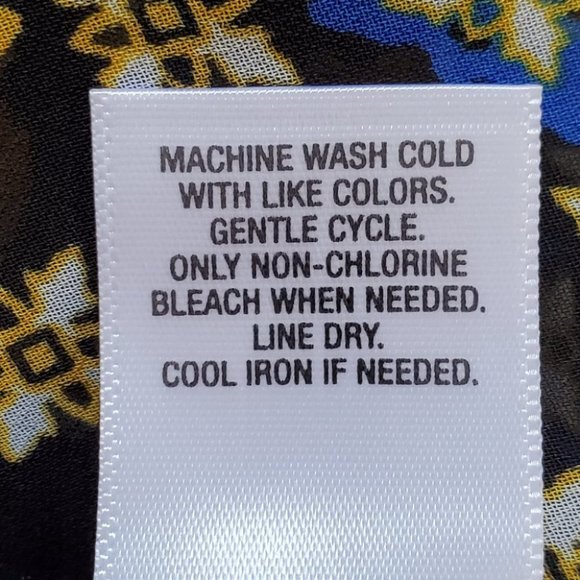 MACHINE WASH COLD
WITH LIKE COLORS.
GENTLE CYCLE.
ONLY NON-CHLORINE
BLEACH WHEN NEEDED.
LINE DRY.
COOL IRON IF NEEDED.